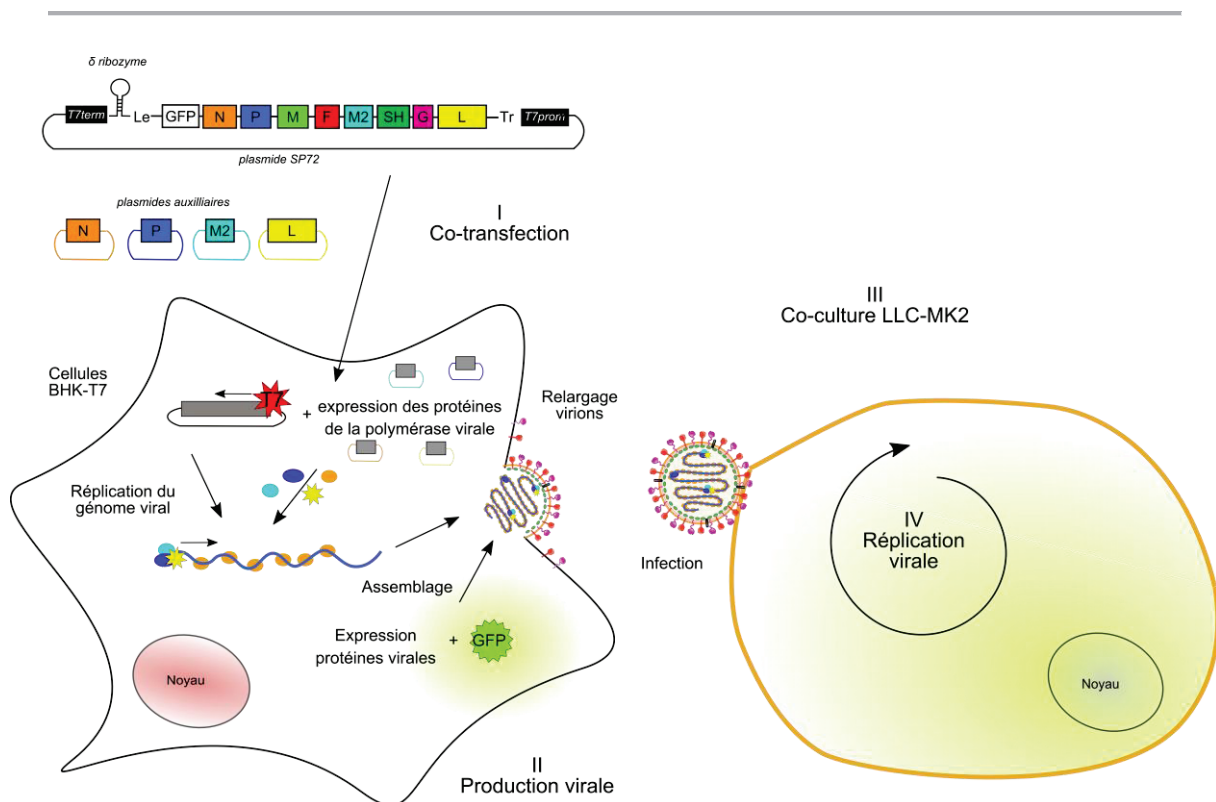 δ ribozyme
T7term Le GFP N P M F M2 SH G L Tr T7prom
plasmide SP72
plasmides auxilliaires
N P M2 L
I
Co-transfection
III
Co-culture LLC-MK2
Cellules
BHK-T7
T7
+ expression des protéines
de la polymérase virale
Relargage
virions
Réplication du
génome viral
Assemblage
Expression
protéines virales
+ GFP
Noyau
II
Production virale
Infection
IV
Réplication
virale
Noyau